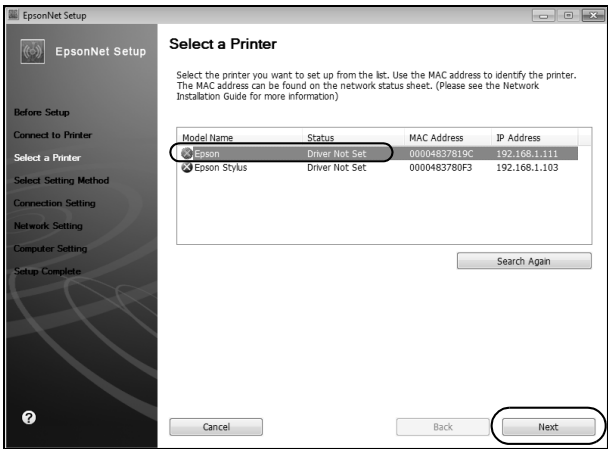 EpsonNet Setup
EpsonNet Setup
Before Setup
Connect to Printer
Select a Printer
Select Setting Method
Connection Setting
Network Setting
Computer Setting
Setup Complete
Select a Printer
Select the printer you want to set up from the list. Use the MAC address to identify the printer.
The MAC address can be found on the network status sheet. (Please see the Network
Installation Guide for more information)
Model Name Status MAC Address IP Address
Epson Driver Not Set 00004837819C 192.168.1.111
Epson Stylus Driver Not Set 0000483780F3 192.168.1.103
Search Again
?
Cancel Back Next